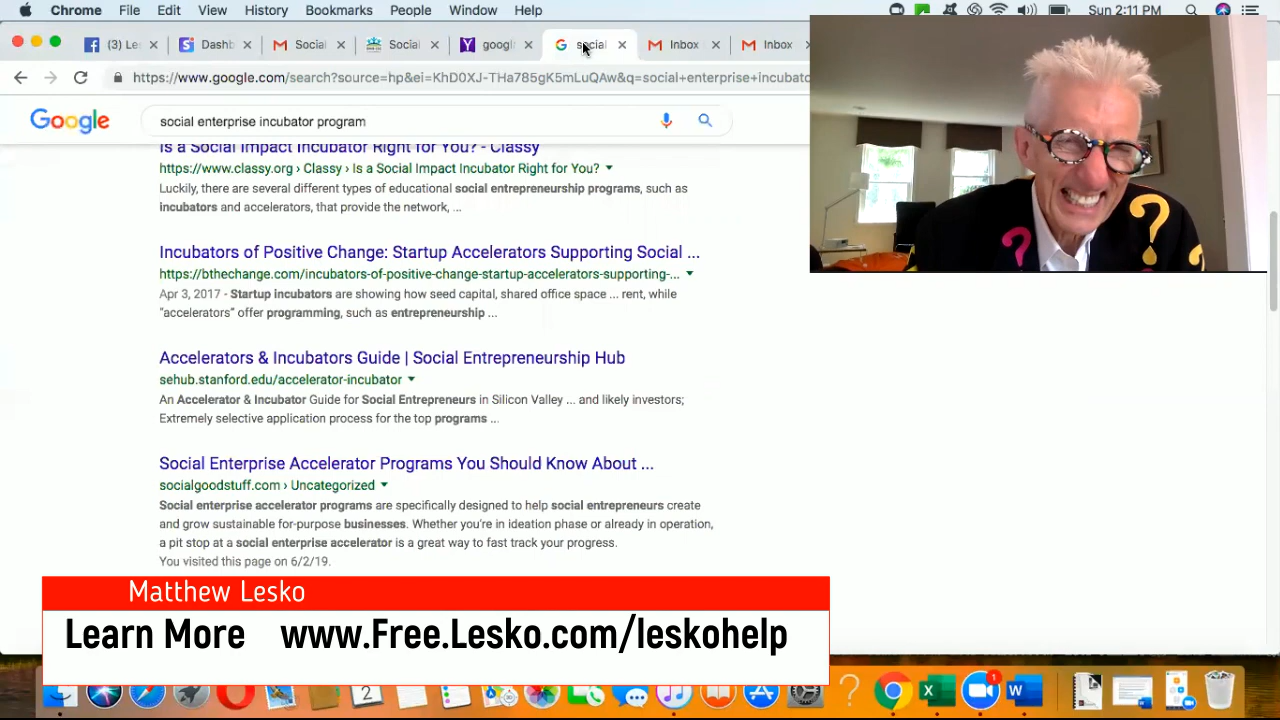 Chrome File Edit View History Bookmarks People Window Help
Sun 2:11 PM
(3) Les
Dashb
Social
Social
googl
social
Inbox
Inbox
https://www.google.com/search?source=hp&ei=KhD0XJ-THa785gK5mLuQAw&q=social+enterprise+incubato
Google
social enterprise incubator program
Is a Social Impact Incubator Right for You? - Classy
https://www.classy.org › Classy › Is a Social Impact Incubator Right for You?
Luckily, there are several different types of educational social entrepreneurship programs, such as
incubators and accelerators, that provide the network, ...
Incubators of Positive Change: Startup Accelerators Supporting Social ...
https://bthechange.com/incubators-of-positive-change-startup-accelerators-supporting-...
Apr 3, 2017 - Startup incubators are showing how seed capital, shared office space ... rent, while
"accelerators" offer programming, such as entrepreneurship ...
Accelerators & Incubators Guide | Social Entrepreneurship Hub
sehub.stanford.edu/accelerator-incubator
An Accelerator & Incubator Guide for Social Entrepreneurs in Silicon Valley ... and likely investors;
Extremely selective application process for the top programs ...
Social Enterprise Accelerator Programs You Should Know About ...
socialgoodstuff.com › Uncategorized
Social enterprise accelerator programs are specifically designed to help social entrepreneurs create
and grow sustainable for-purpose businesses. Whether you're in ideation phase or already in operation,
a pit stop at a social enterprise accelerator is a great way to fast track your progress.
You visited this page on 6/2/19.
Matthew Lesko
Learn More www.Free.Lesko.com/leskohelp
2
1